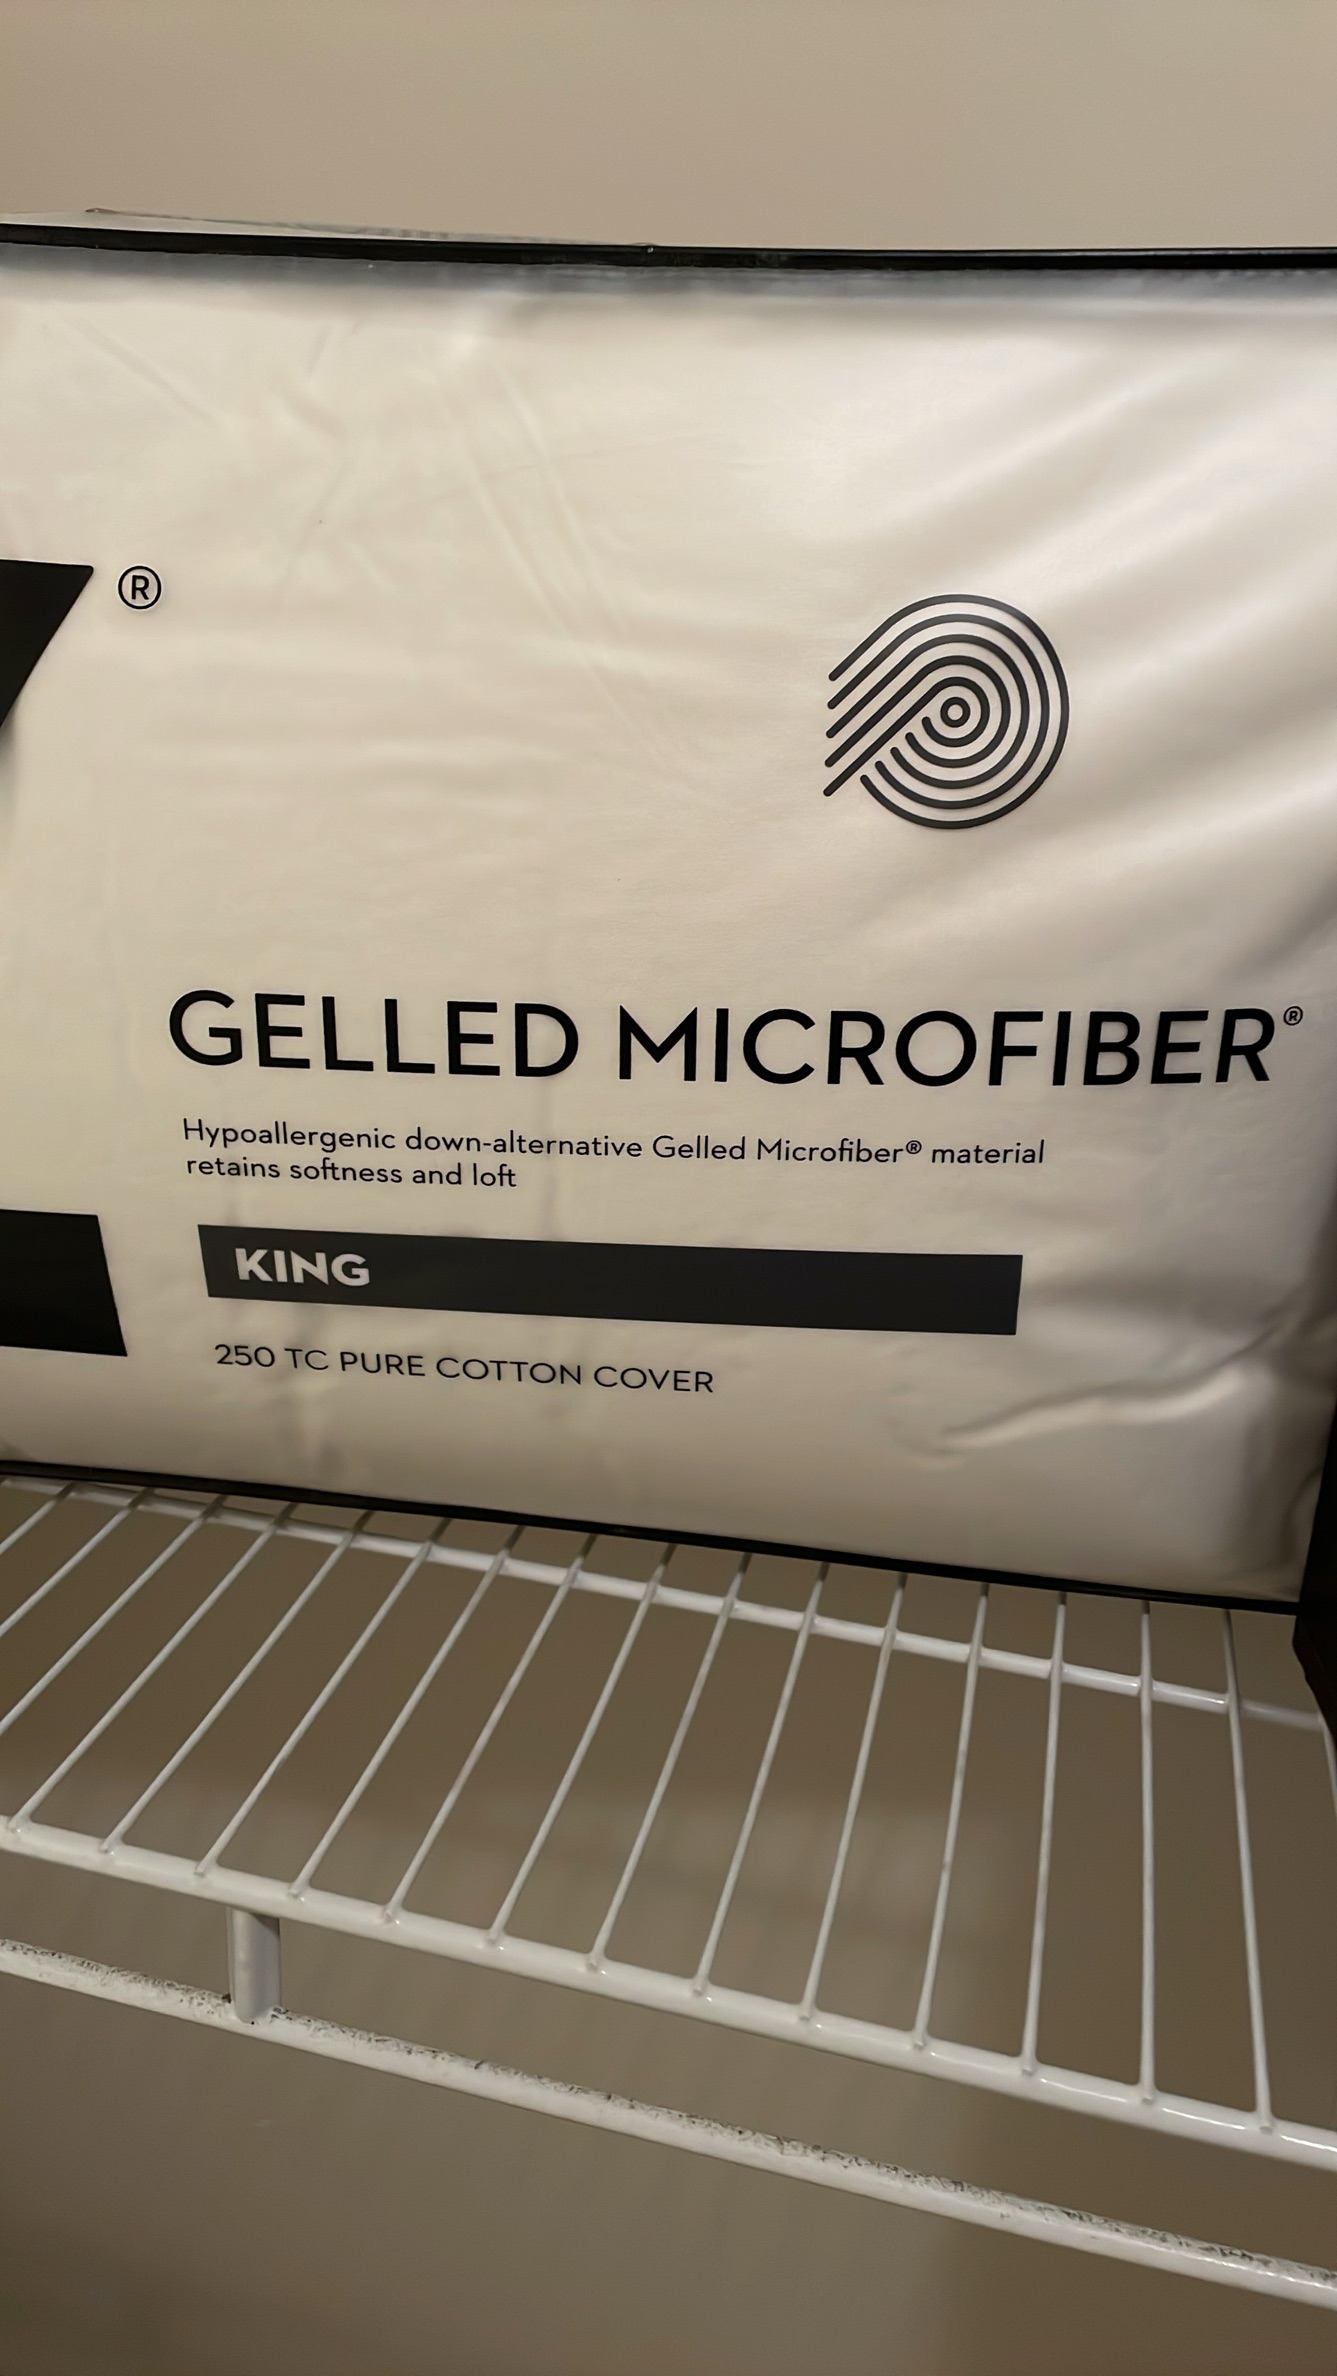 ®
GELLED MICROFIBER®
Hypoallergenic down-alternative Gelled Microfiber® material
retains softness and loft
KING
250 TC PURE COTTON COVER